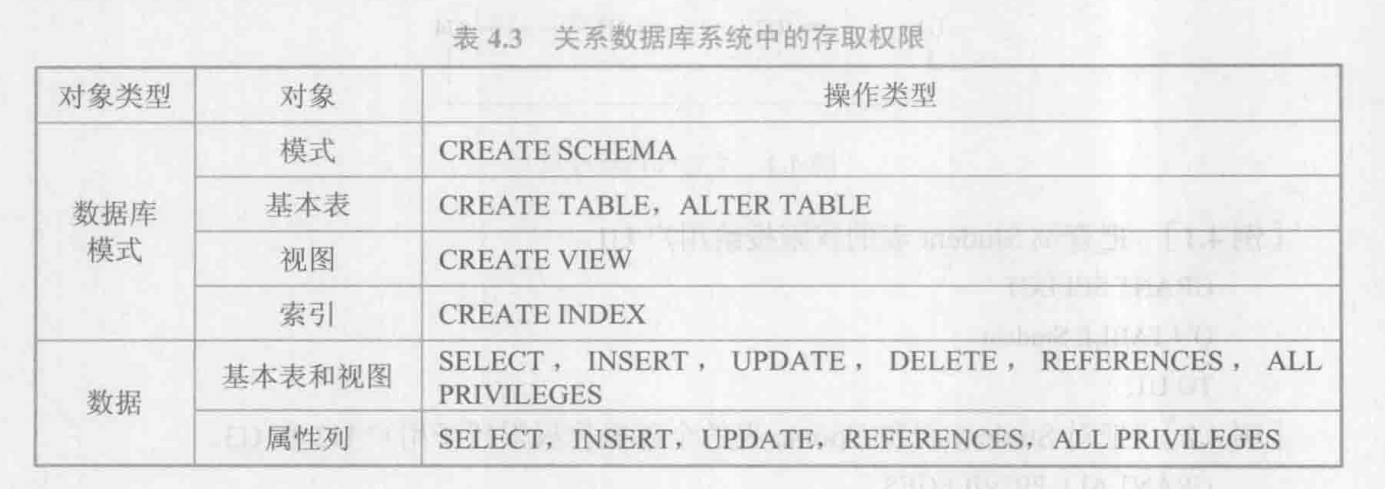 表 4.3 关系数据库系统中的存取权限
对象类型 对象 操作类型
数据库模式 模式 CREATE SCHEMA
基本表 CREATE TABLE，ALTER TABLE
视图 CREATE VIEW
索引 CREATE INDEX
数据 基本表和视图 SELECT， INSERT， UPDATE， DELETE， REFERENCES， ALL
PRIVILEGES
属性列 SELECT，INSERT，UPDATE，REFERENCES，ALL PRIVILEGES